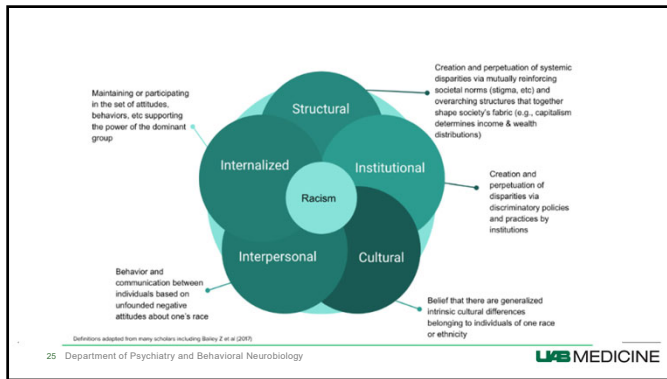 Creation and perpetuation of systemic
disparities via mutually reinforcing
societal norms (stigma, etc) and
overarching structures that together
shape society's fabric (e.g., capitalism
determines income & wealth
distributions)
Maintaining or participating
in the set of attitudes,
behaviors, etc supporting
the power of the dominant
group
Structural
Internalized
Institutional
Racism
Creation and
perpetuation of
disparities via
discriminatory policies
and practices by
institutions
Interpersonal
Cultural
Behavior and
communication between
individuals based on
unfounded negative
attitudes about one's race
Belief that there are generalized
intrinsic cultural differences
belonging to individuals of one race
or ethnicity
Definitions adapted from many scholars including Bailey Z et al (2017)
25 Department of Psychiatry and Behavioral Neurobiology
UAB MEDICINE